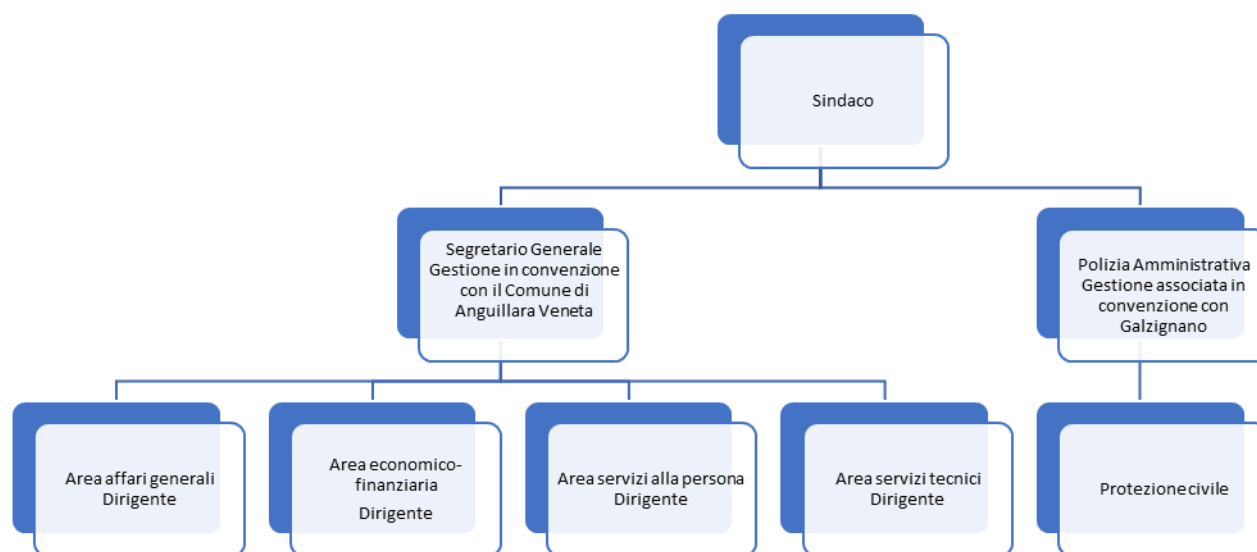 Sindaco
Segretario Generale
Gestione in convenzione
con il Comune di
Anguillara Veneta
Polizia Amministrativa
Gestione associata in
convenzione con
Galzignano
Area affari generali
Dirigente
Area economico-
finanziaria
Dirigente
Area servizi alla persona
Dirigente
Area servizi tecnici
Dirigente
Protezione civile